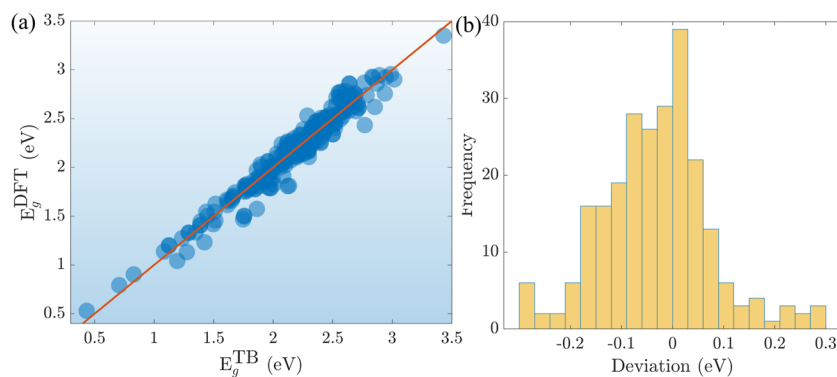 (a)
3.5
3
2.5
2
1.5
1
0.5
E_g^DFT (eV)
0.5 1 1.5 2 2.5 3 3.5
E_g^TB (eV)
(b)
40
30
20
10
0
Frequency
-0.2 -0.1 0 0.1 0.2 0.3
Deviation (eV)